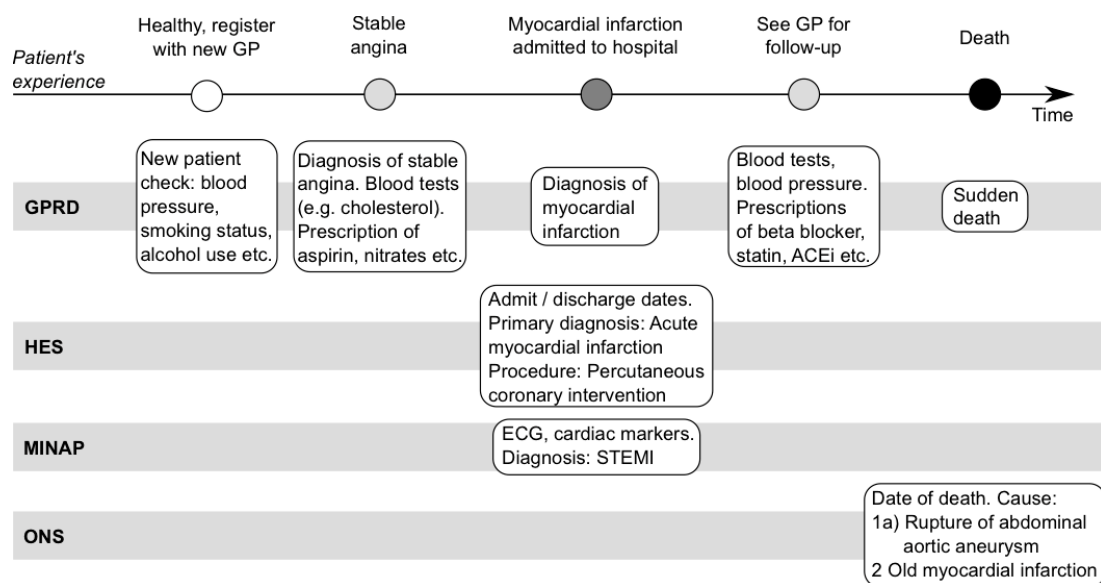 Healthy, register
with new GP
Stable
angina
Myocardial infarction
admitted to hospital
See GP for
follow-up
Death
Patient's
experience
Time
GPRD
New patient
check: blood
pressure,
smoking status,
alcohol use etc.
Diagnosis of stable
angina. Blood tests
(e.g. cholesterol).
Prescription of
aspirin, nitrates etc.
Diagnosis of
myocardial
infarction
Blood tests,
blood pressure.
Prescriptions
of beta blocker,
statin, ACEi etc.
Sudden
death
HES
Admit / discharge dates.
Primary diagnosis: Acute
myocardial infarction
Procedure: Percutaneous
coronary intervention
MINAP
ECG, cardiac markers.
Diagnosis: STEMI
ONS
Date of death. Cause:
1a) Rupture of abdominal
aortic aneurysm
2 Old myocardial infarction